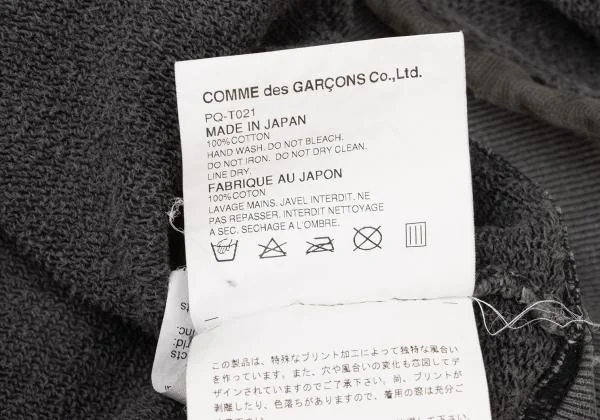 COMME des GARÇONS Co.,Ltd.
PQ-T021
MADE IN JAPAN
100%COTTON
HAND WASH. DO NOT BLEACH.
DO NOT IRON. DO NOT DRY CLEAN.
LINE DRY.
FABRIQUE AU JAPON
100%COTON
LAVAGE MAINS. JAVEL INTERDIT. NE
PAS REPASSER. INTERDIT NETTOYAGE
A SEC. SECHAGE A L'OMBRE.
この製品は、特殊なプリント加工によって独特な風合い
を作っています。また、穴や風合いの変化も意図してデ
ザインされていますのでご了承下さい。尚、プリントが
剥離したり、色落ちがありますので、着用の際は充分ご